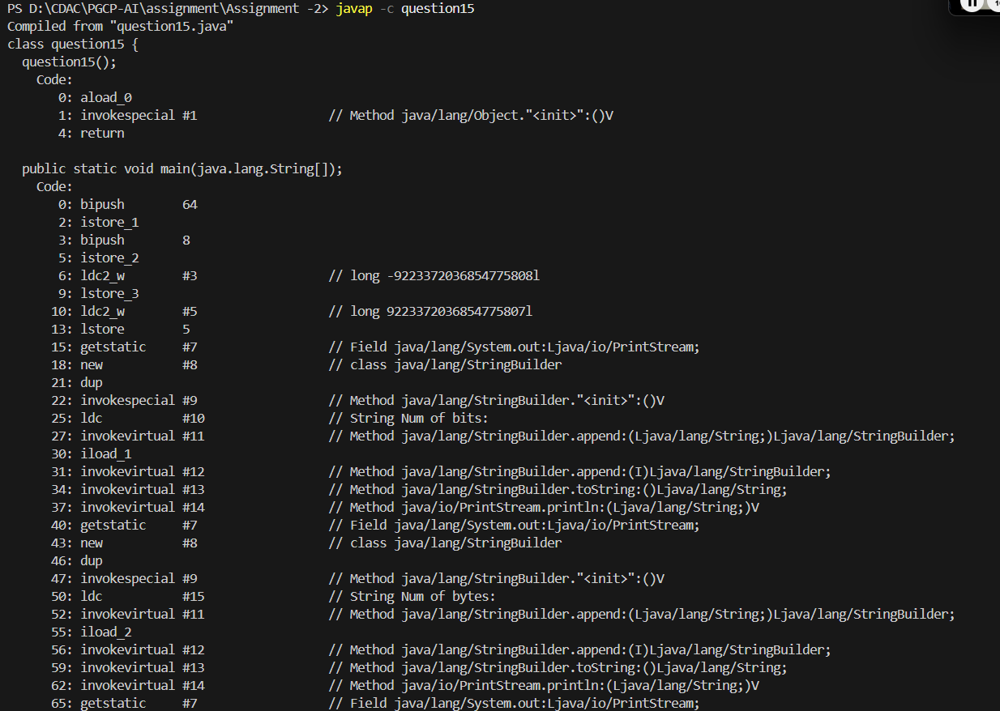 PS D:\CDAC\PGCP-AI\assignment\Assignment -2> javap -c question15
Compiled from "question15.java"
class question15 {
  question15();
    Code:
       0: aload_0
       1: invokespecial #1                  // Method java/lang/Object."<init>":()V
       4: return

  public static void main(java.lang.String[]);
    Code:
       0: bipush        64
       2: istore_1
       3: bipush        8
       5: istore_2
       6: ldc2_w        #3                  // long -9223372036854775808l
       9: lstore_3
      10: ldc2_w        #5                  // long 9223372036854775807l
      13: lstore        5
      15: getstatic     #7                  // Field java/lang/System.out:Ljava/io/PrintStream;
      18: new           #8                  // class java/lang/StringBuilder
      21: dup
      22: invokespecial #9                  // Method java/lang/StringBuilder."<init>":()V
      25: ldc           #10                 // String Num of bits:
      27: invokevirtual #11                 // Method java/lang/StringBuilder.append:(Ljava/lang/String;)Ljava/lang/StringBuilder;
      30: iload_1
      31: invokevirtual #12                 // Method java/lang/StringBuilder.append:(I)Ljava/lang/StringBuilder;
      34: invokevirtual #13                 // Method java/lang/StringBuilder.toString:()Ljava/lang/String;
      37: invokevirtual #14                 // Method java/io/PrintStream.println:(Ljava/lang/String;)V
      40: getstatic     #7                  // Field java/lang/System.out:Ljava/io/PrintStream;
      43: new           #8                  // class java/lang/StringBuilder
      46: dup
      47: invokespecial #9                  // Method java/lang/StringBuilder."<init>":()V
      50: ldc           #15                 // String Num of bytes:
      52: invokevirtual #11                 // Method java/lang/StringBuilder.append:(Ljava/lang/String;)Ljava/lang/StringBuilder;
      55: iload_2
      56: invokevirtual #12                 // Method java/lang/StringBuilder.append:(I)Ljava/lang/StringBuilder;
      59: invokevirtual #13                 // Method java/lang/StringBuilder.toString:()Ljava/lang/String;
      62: invokevirtual #14                 // Method java/io/PrintStream.println:(Ljava/lang/String;)V
      65: getstatic     #7                  // Field java/lang/System.out:Ljava/io/PrintStream;